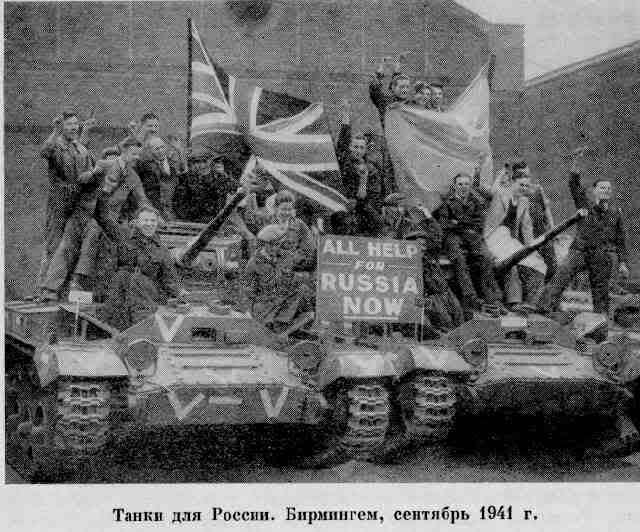 ALL HELP
FOR
RUSSIA
NOW
Танки для России. Бирмингем, сентябрь 1941 г.